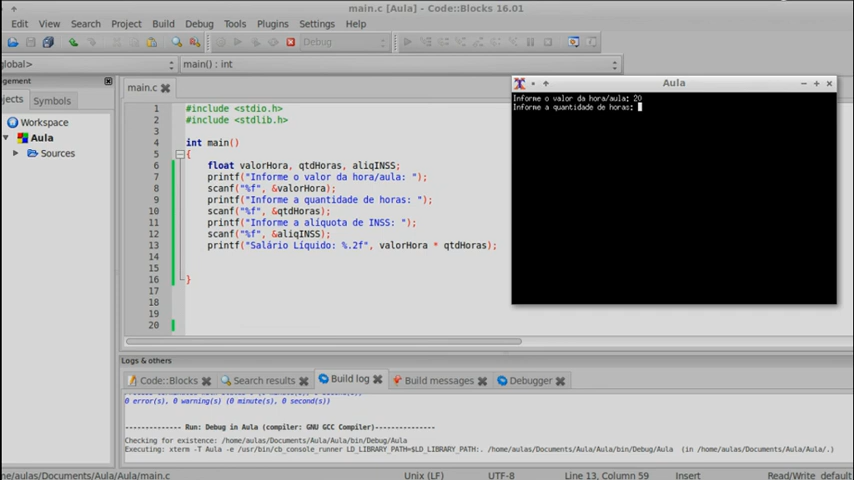 main.c [Aula] - Code::Blocks 16.01
Edit View Search Project Build Debug Tools Plugins Settings Help
Debug
global> main() : int
nagement
ojects Symbols
Workspace
Aula
Sources
main.c
1 #include <stdio.h>
2 #include <stdlib.h>
3
4 int main()
5 {
6 float valorHora, qtdHoras, aliqINSS;
7 printf("Informe o valor da hora/aula: ");
8 scanf("%f", &valorHora);
9 printf("Informe a quantidade de horas: ");
10 scanf("%f", &qtdHoras);
11 printf("Informe a alíquota de INSS: ");
12 scanf("%f", &aliqINSS);
13 printf("Salário Líquido: %.2f", valorHora * qtdHoras);
14
15
16 }
17
18
19
20
Aula
Informe o valor da hora/aula: 20
Informe a quantidade de horas:
Logs & others
Code::Blocks Search results Build log Build messages Debugger
0 error(s), 0 warning(s) (0 minute(s), 0 second(s))
-------------- Run: Debug in Aula (compiler: GNU GCC Compiler)---------------
Checking for existence: /home/aulas/Documents/Aula/Aula/bin/Debug/Aula
Executing: xterm -T Aula -e /usr/bin/cb_console_runner LD_LIBRARY_PATH=$LD_LIBRARY_PATH:. /home/aulas/Documents/Aula/Aula/bin/Debug/Aula (in /home/aulas/Documents/Aula/Aula/.)
me/aulas/Documents/Aula/Aula/main.c Unix (LF) UTF-8 Line 13, Column 59 Insert Read/Write default